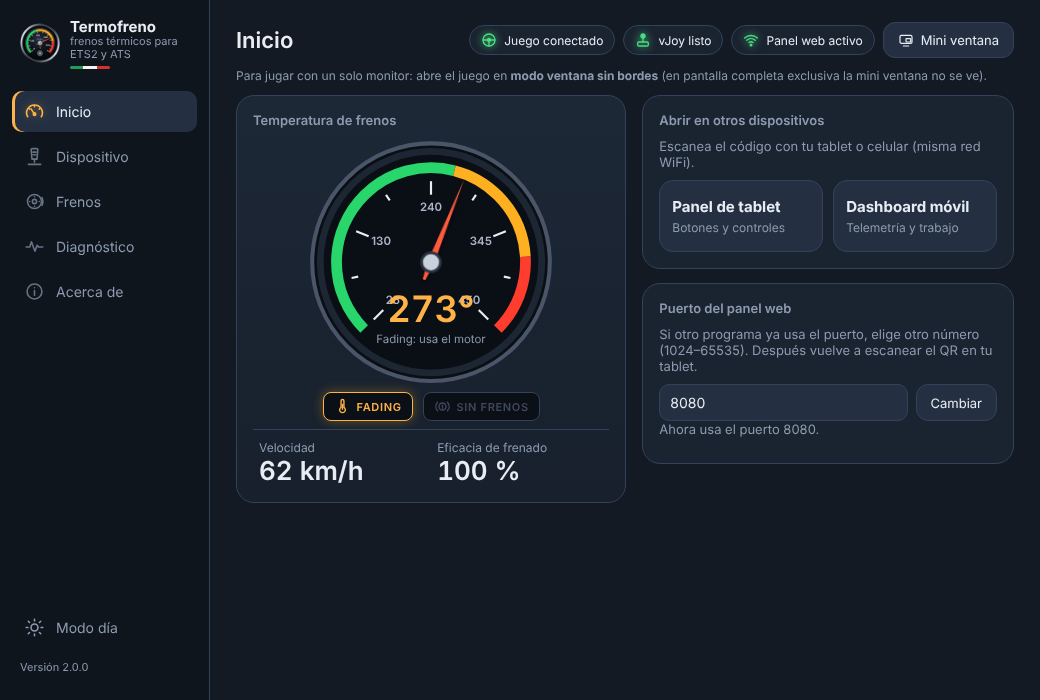 Termofreno
frenos térmicos para
ETS2 y ATS
Inicio
Dispositivo
Frenos
Diagnóstico
Acerca de
Modo día
Versión 2.0.0
Inicio
Juego conectado
vJoy listo
Panel web activo
Mini ventana
Para jugar con un solo monitor: abre el juego en modo ventana sin bordes (en pantalla completa exclusiva la mini ventana no se ve).
Temperatura de frenos
240
130
345
273°
Fading: usa el motor
FADING
SIN FRENOS
Velocidad
62 km/h
Eficacia de frenado
100 %
Abrir en otros dispositivos
Escanea el código con tu tablet o celular (misma red
WiFi).
Panel de tablet
Botones y controles
Dashboard móvil
Telemetría y trabajo
Puerto del panel web
Si otro programa ya usa el puerto, elige otro número
(1024–65535). Después vuelve a escanear el QR en tu
tablet.
8080
Cambiar
Ahora usa el puerto 8080.